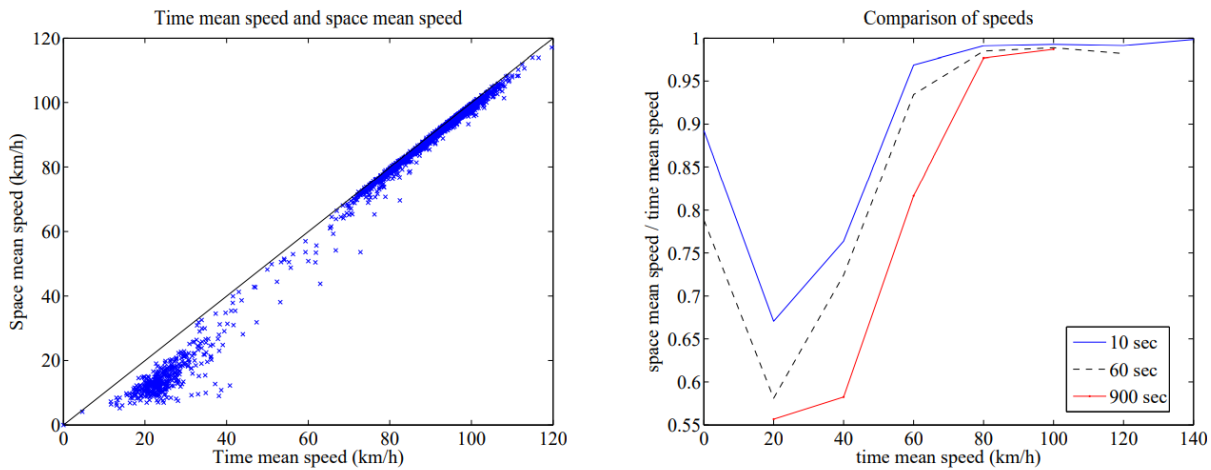 Time mean speed and space mean speed
Space mean speed (km/h)
120
100
80
60
40
20
0
0 20 40 60 80 100 120
Time mean speed (km/h)
Comparison of speeds
space mean speed / time mean speed
1
0.95
0.9
0.85
0.8
0.75
0.7
0.65
0.6
0.55
10 sec
60 sec
900 sec
0 20 40 60 80 100 120 140
time mean speed (km/h)